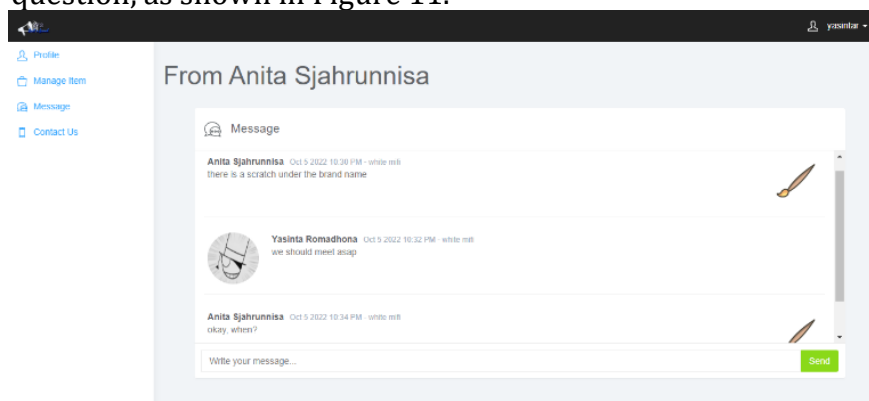 question, as shown in Figure 11.
yasintar
Profile
Manage Item
Message
Contact Us
From Anita Sjahrunnisa
Message
Anita Sjahrunnisa Oct 5 2022 10:30 PM - white mifi
there is a scratch under the brand name
Yasinta Romadhona Oct 5 2022 10:32 PM - white mifi
we should meet asap
Anita Sjahrunnisa Oct 5 2022 10:34 PM - white mifi
okay, when?
Write your message...
Send